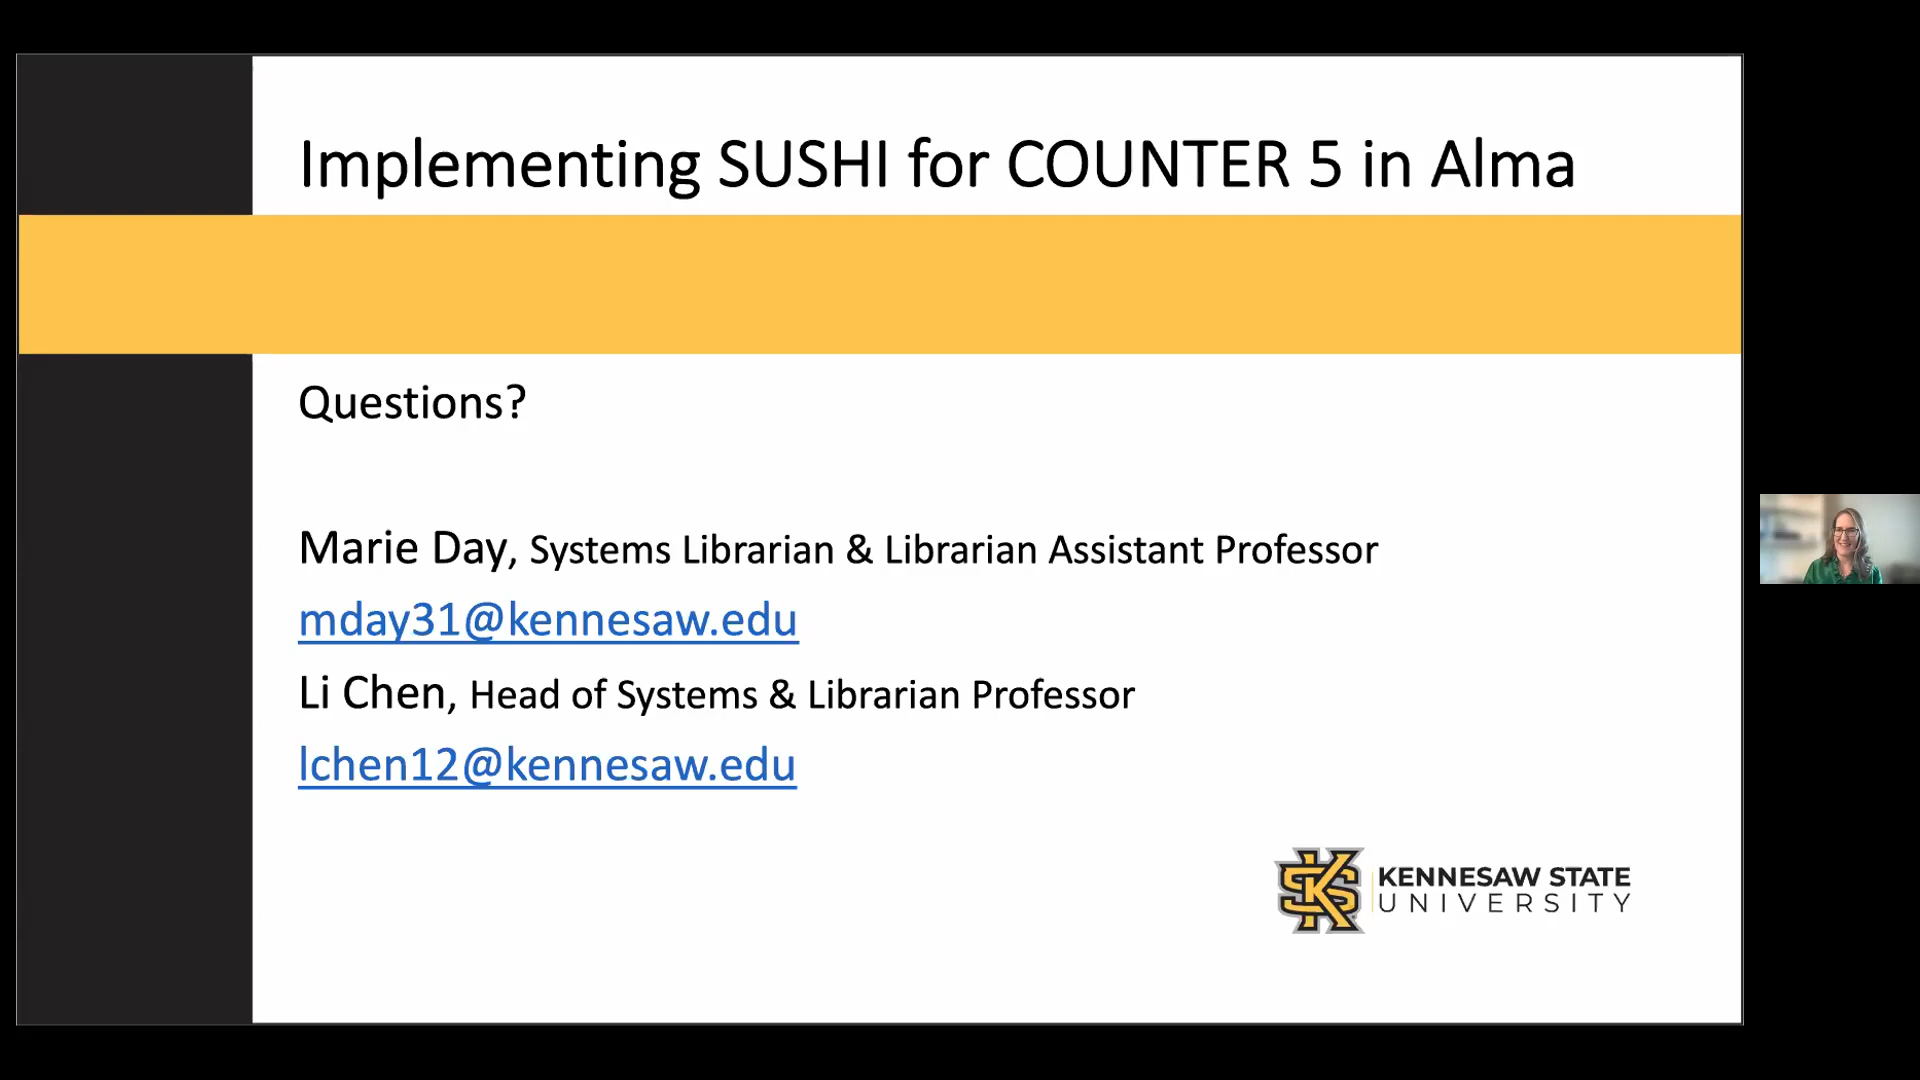 Implementing SUSHI for COUNTER 5 in Alma
Questions?
Marie Day, Systems Librarian & Librarian Assistant Professor
mday31@kennesaw.edu
Li Chen, Head of Systems & Librarian Professor
lchen12@kennesaw.edu
KS
KENNESAW STATE
UNIVERSITY